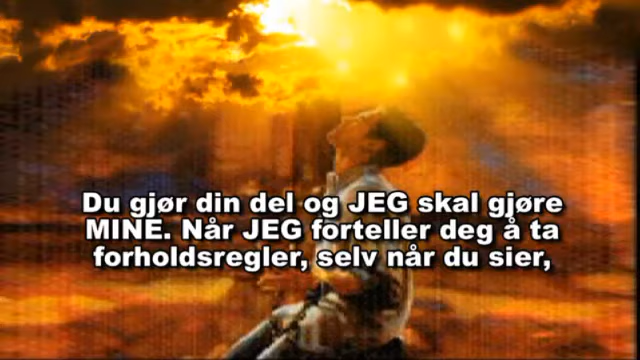 Du gjør din del og JEG skal gjøre
MINE. Når JEG forteller deg å ta
forholdsregler, selv når du sier,